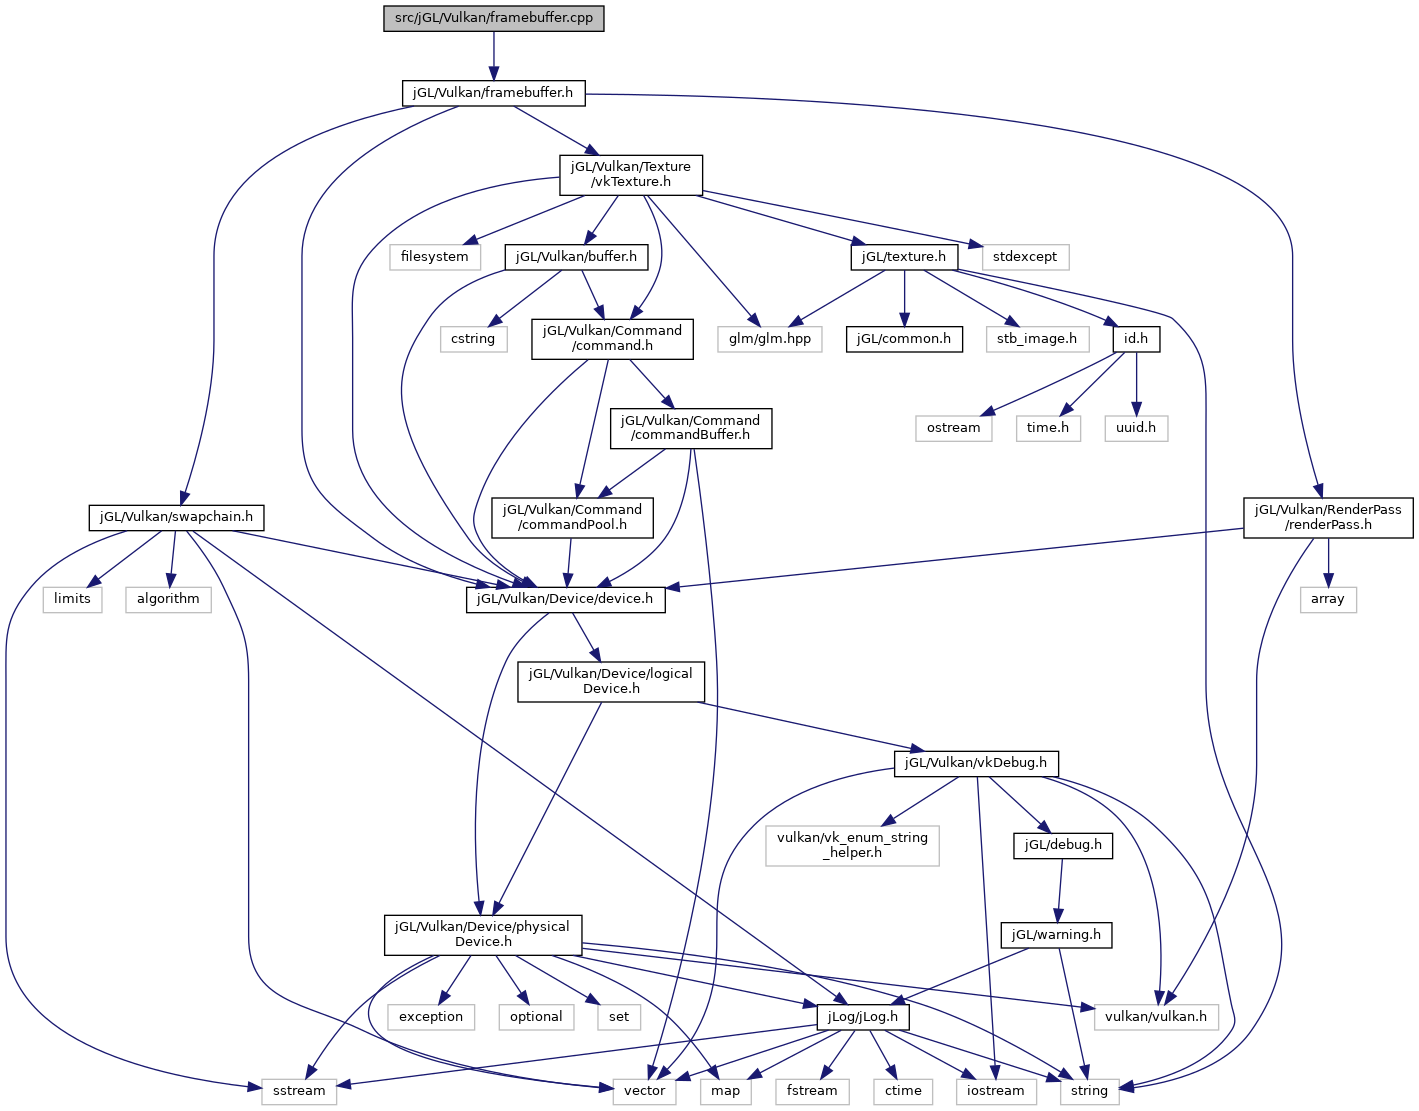 src/jGL/Vulkan/framebuffer.cpp
jGL/Vulkan/framebuffer.h
jGL/Vulkan/Texture
/vkTexture.h
filesystem
jGL/Vulkan/buffer.h
jGL/texture.h
stdexcept
cstring
jGL/Vulkan/Command
/command.h
glm/glm.hpp
jGL/common.h
stb_image.h
id.h
jGL/Vulkan/Command
/commandBuffer.h
ostream
time.h
uuid.h
jGL/Vulkan/swapchain.h
jGL/Vulkan/Command
/commandPool.h
jGL/Vulkan/RenderPass
/renderPass.h
limits
algorithm
jGL/Vulkan/Device/device.h
array
jGL/Vulkan/Device/logical
Device.h
jGL/Vulkan/vkDebug.h
vulkan/vk_enum_string
_helper.h
jGL/debug.h
jGL/Vulkan/Device/physical
Device.h
jGL/warning.h
exception
optional
set
jLog/jLog.h
vulkan/vulkan.h
sstream
vector
map
fstream
ctime
iostream
string